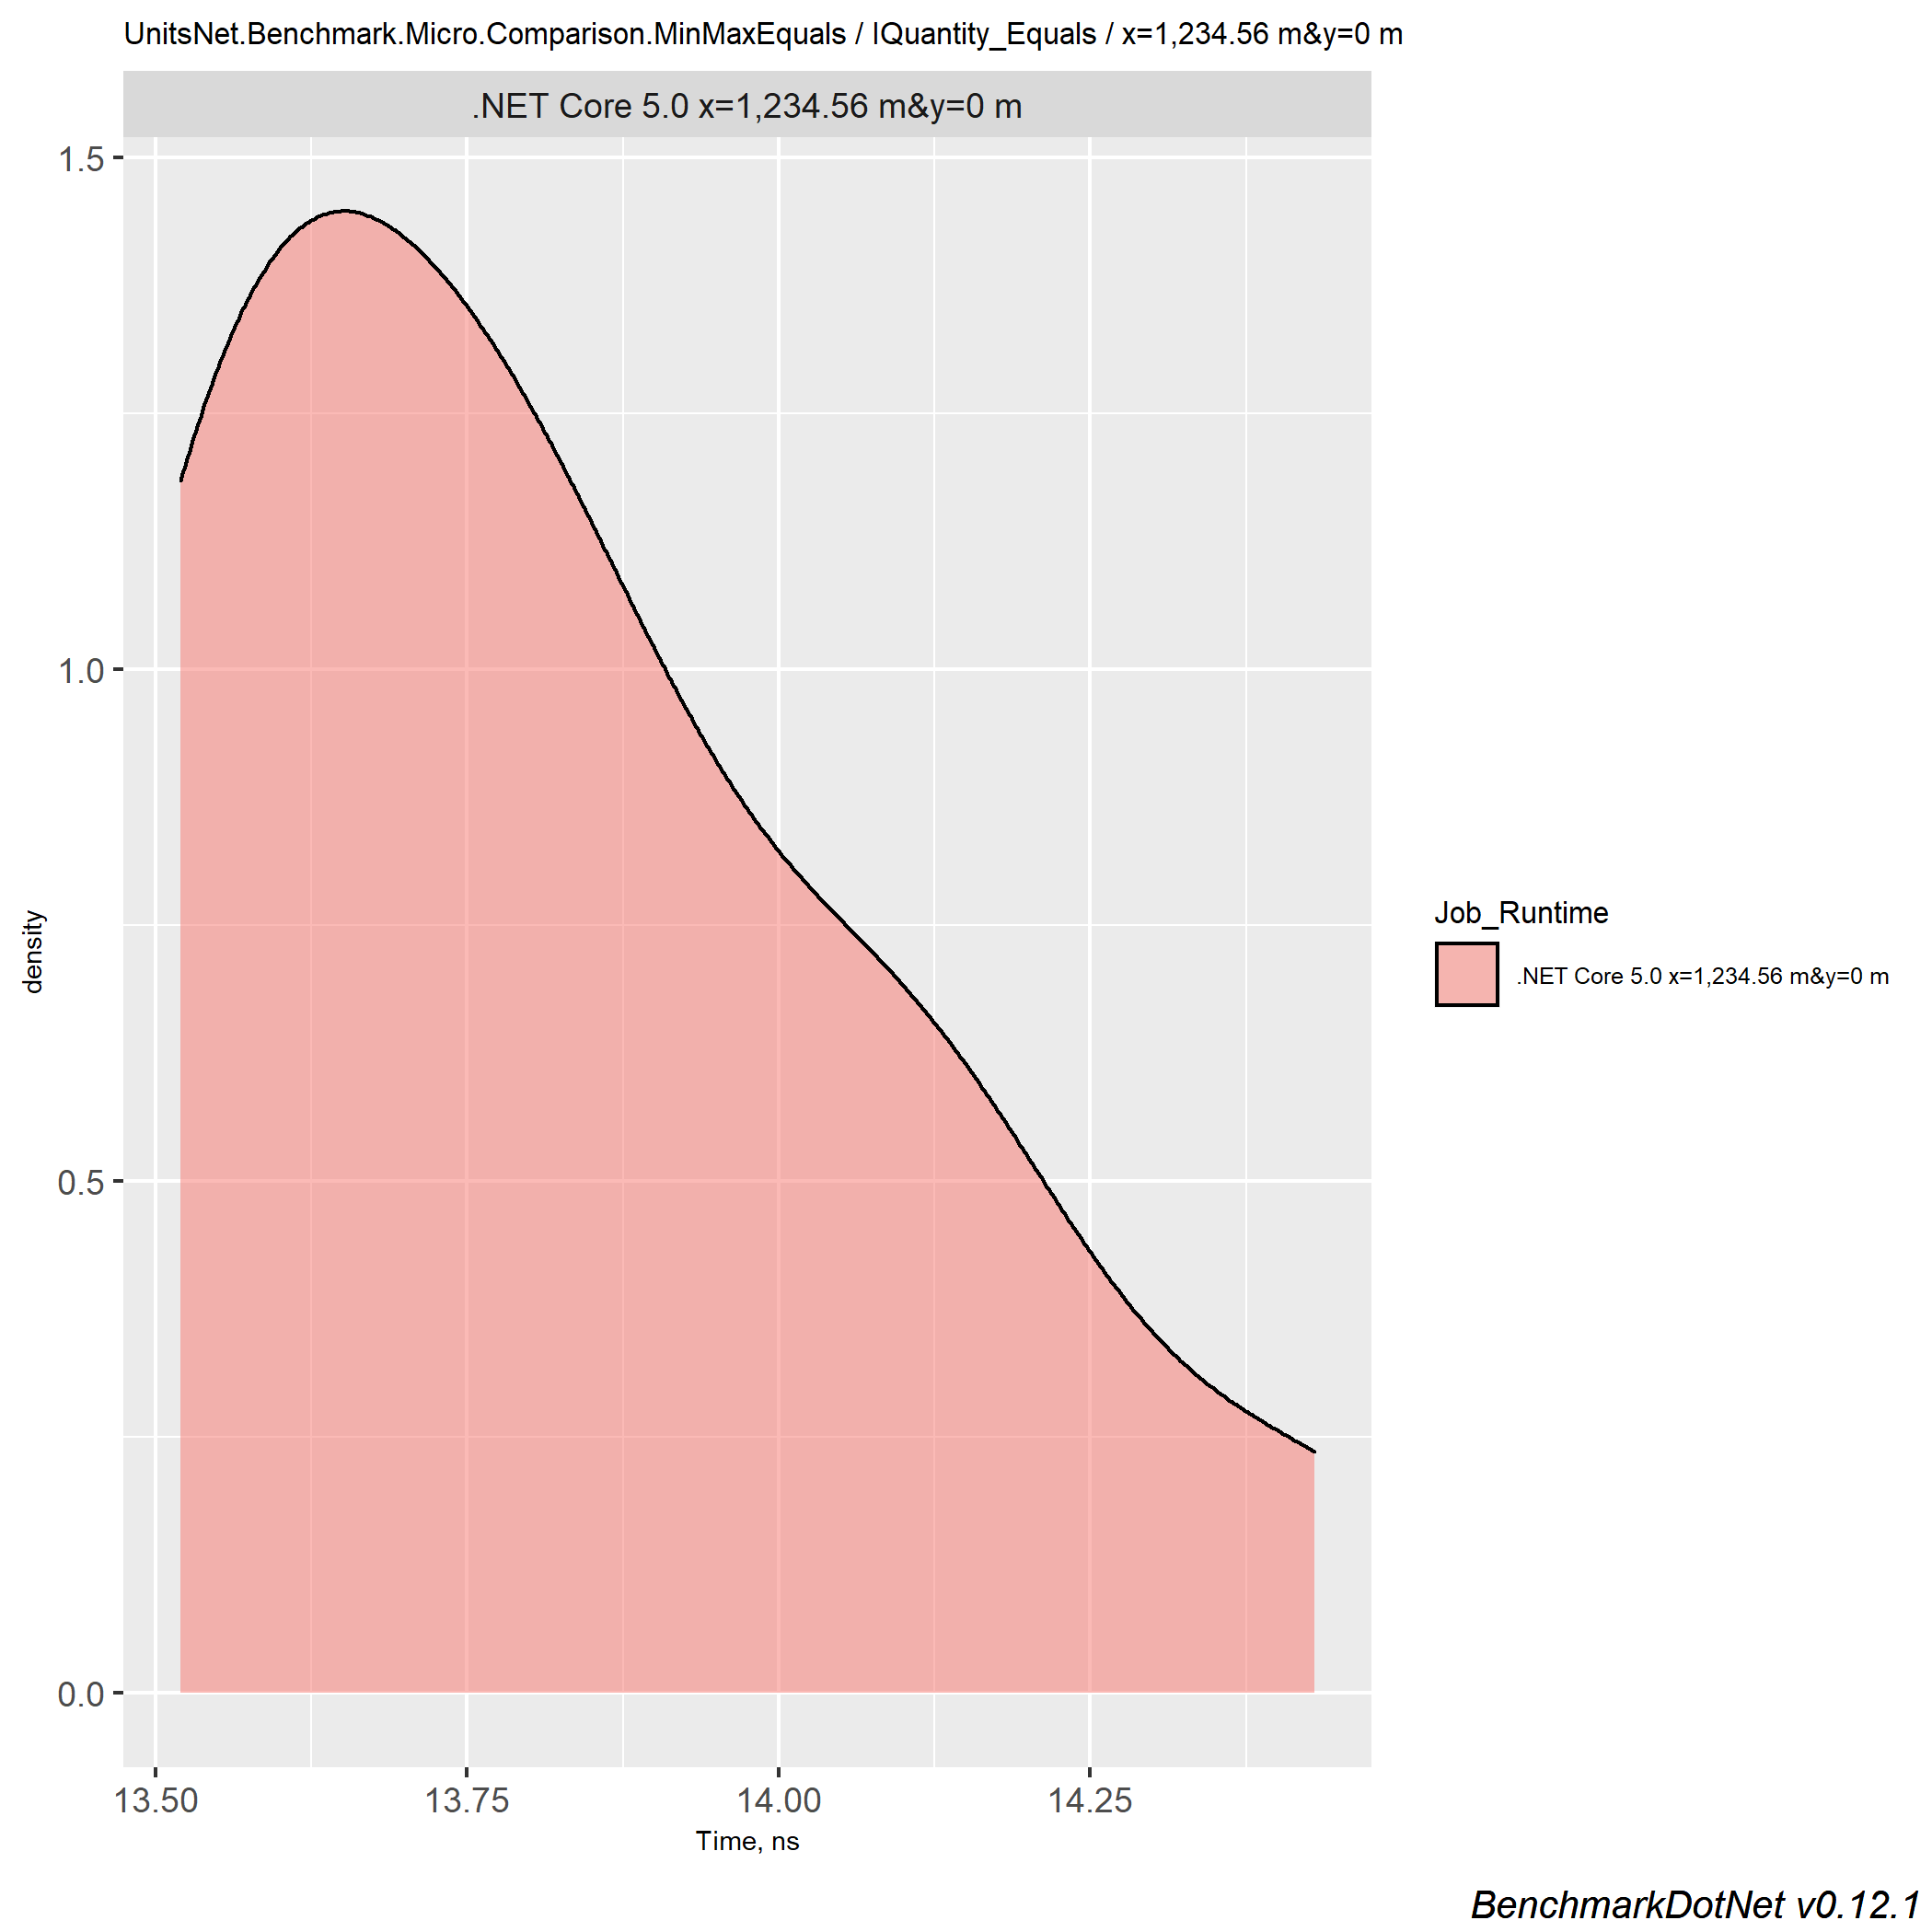 UnitsNet.Benchmark.Micro.Comparison.MinMaxEquals / IQuantity_Equals / x=1,234.56 m&y=0 m
.NET Core 5.0 x=1,234.56 m&y=0 m
1.5
1.0
0.5
0.0
density
13.50 13.75 14.00 14.25
Time, ns
Job_Runtime
.NET Core 5.0 x=1,234.56 m&y=0 m
BenchmarkDotNet v0.12.1